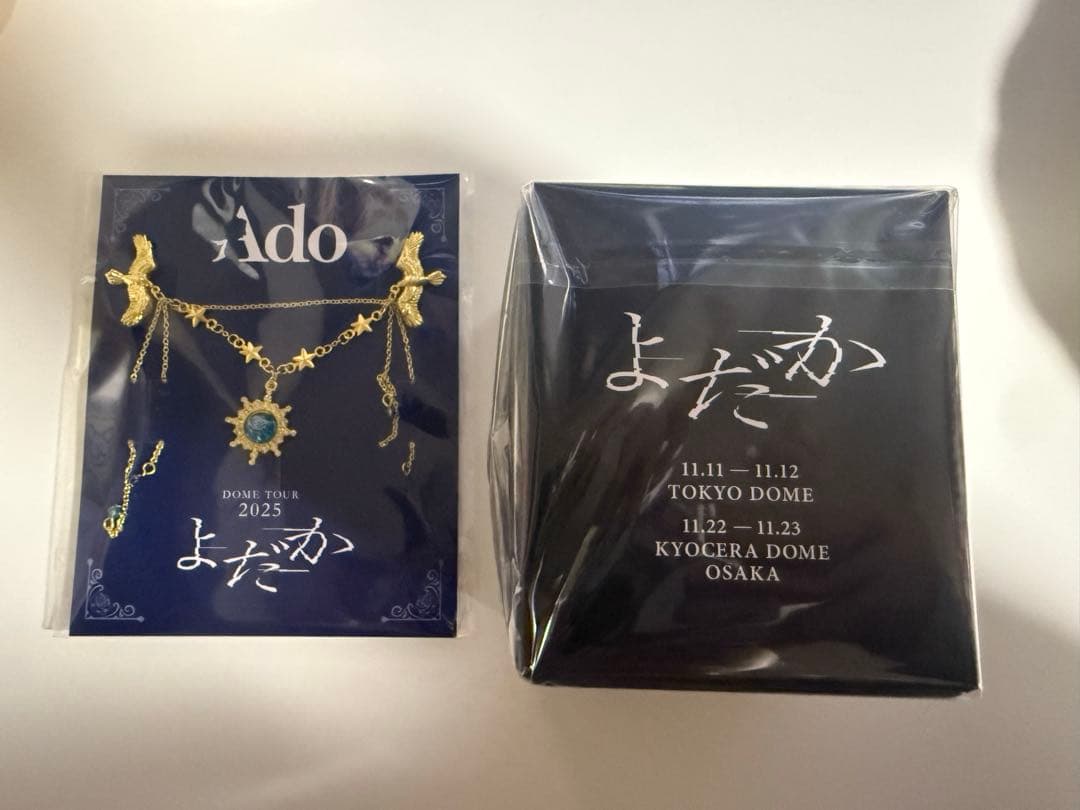 Ado
DOME TOUR
2025
よだか
よだか
11.11 — 11.12
TOKYO DOME
11.22 — 11.23
KYOCERA DOME
OSAKA